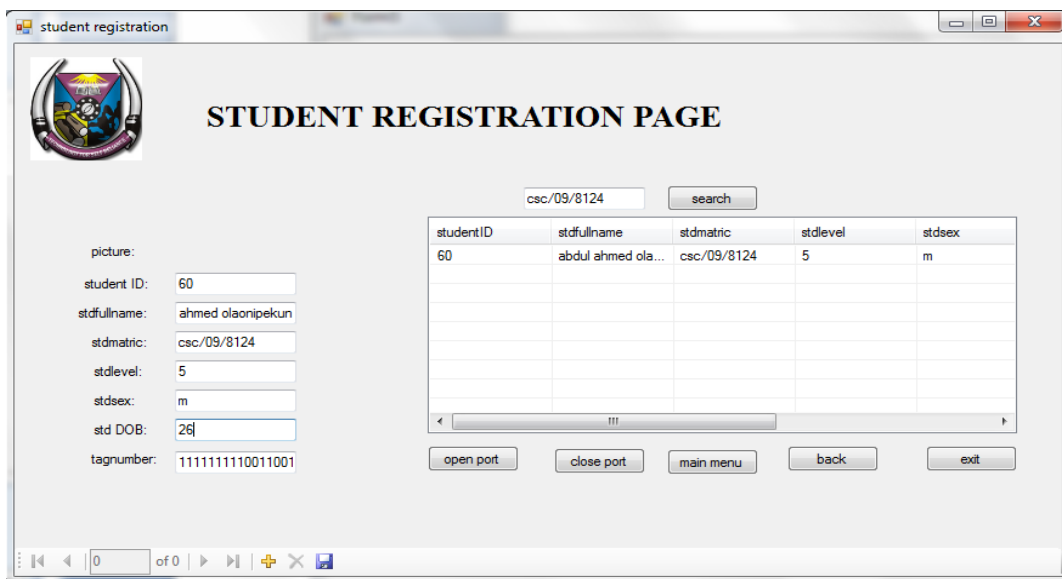 student registration
STUDENT REGISTRATION PAGE
csc/09/8124 search
studentID stdfullname stdmatric stdlevel stdsex
60 abdul ahmed ola... csc/09/8124 5 m
picture:
student ID: 60
stdfullname: ahmed olaonipekun
stdmatric: csc/09/8124
stdlevel: 5
stdsex: m
std DOB: 26
tagnumber: 1111111110011001
open port close port main menu back exit
0 of 0